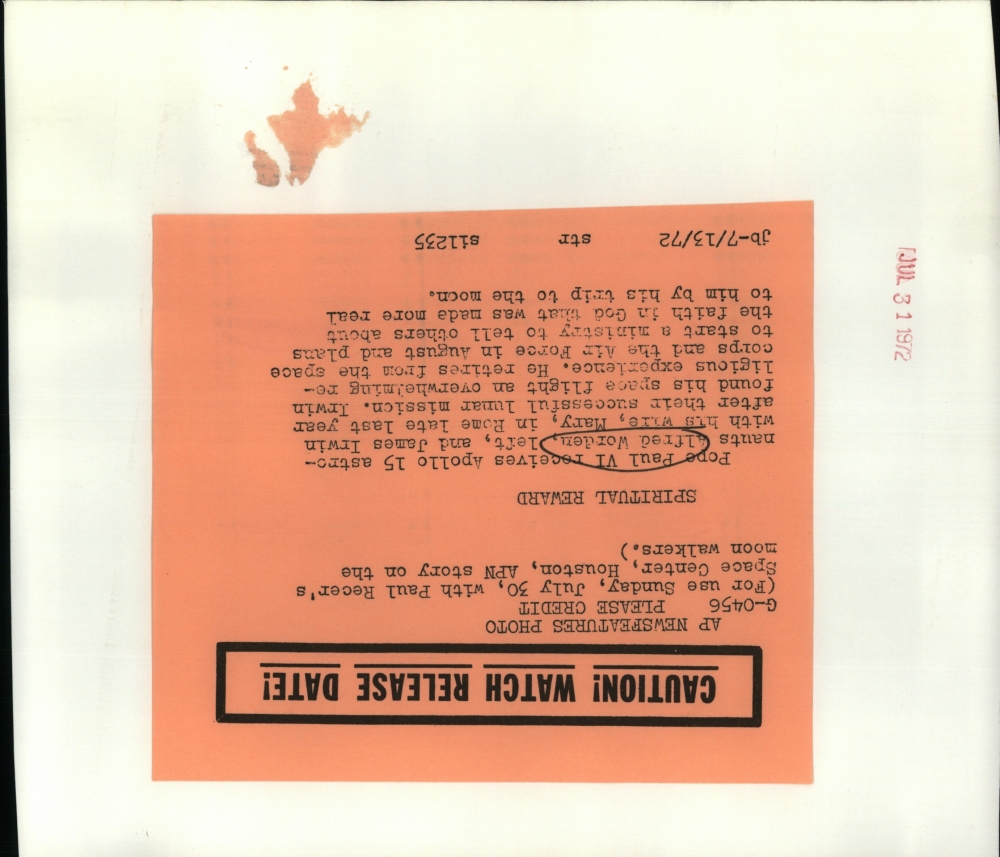 CAUTION! WATCH RELEASE DATE!
AP NEWSFEATURES PHOTO
G-0456 PLEASE CREDIT
(For use Sunday, July 30, with Paul Recer's
Space Center, Houston, APN story on the
moon walkers.)
SPIRITUAL REWARD
Pope Paul VI receives Apollo 15 astro-
nauts Alfred Worden, left, and James Irwin
with his wife, Mary, in Rome late last year
after their successful lunar mission. Irwin
found his space flight an overwhelming re-
ligious experience. He retires from the space
corps and the Air Force in August and plans
to start a ministry to tell others about
the faith in God that was made more real
to him by his trip to the moon.
jb-7/13/72 str s11235
JUL 31 1972